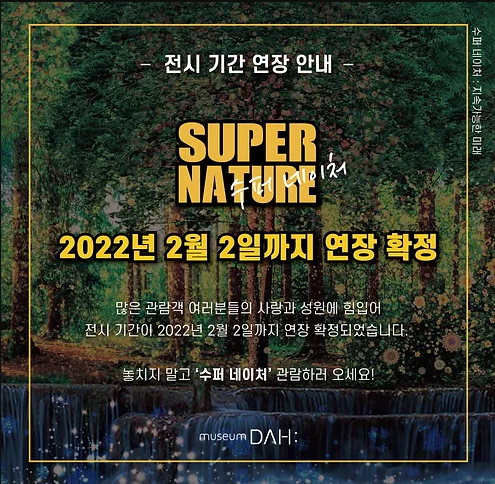 - 전시 기간 연장 안내 -
수퍼 네이처 : 지속가능한 미래
SUPER
NATURE
수퍼 네이처
2022년 2월 2일까지 연장 확정
많은 관람객 여러분들의 사랑과 성원에 힘입어
전시 기간이 2022년 2월 2일까지 연장 확정되었습니다.
놓치지 말고 ‘수퍼 네이처’ 관람하러 오세요!
museum DAH: